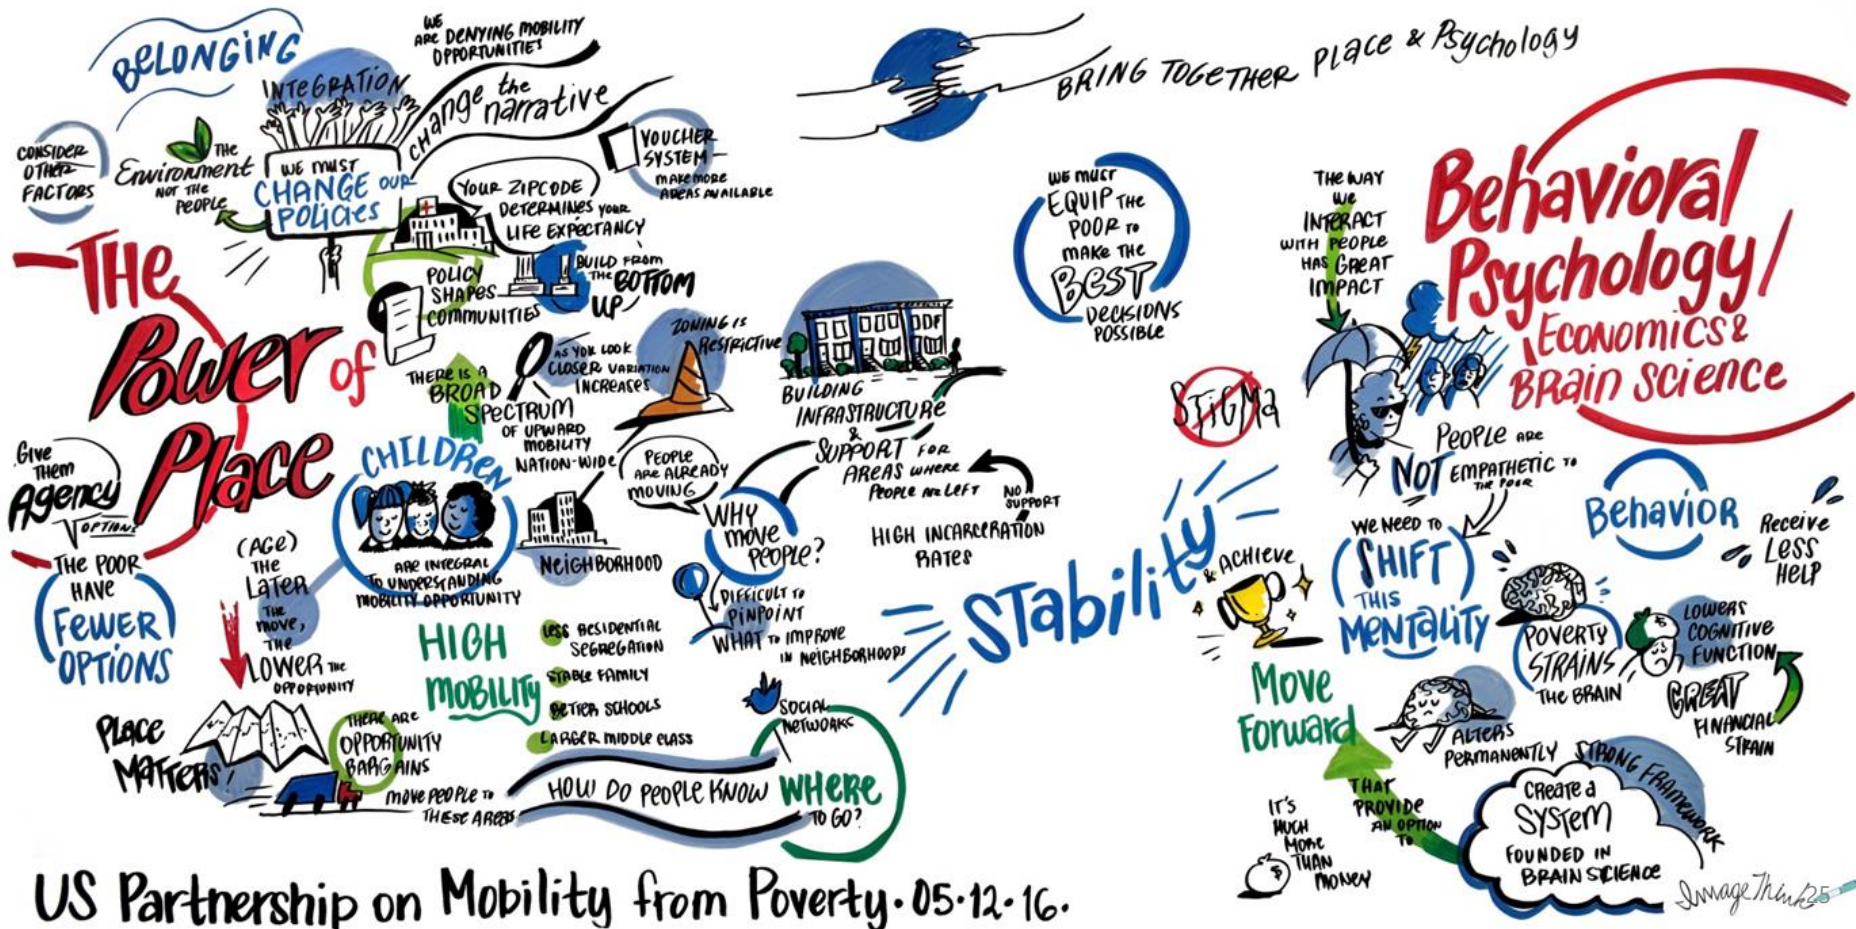 BELONGING
INTEGRATION
WE
ARE DENYING MOBILITY
OPPORTUNITIES
CHANGE the
narrative
CONSIDER
OTHER
FACTORS
THE
Environment
NOT THE
PEOPLE
WE MUST
CHANGE OUR
POLICIES
VOUCHER
SYSTEM
MAKE MORE
AREAS AVAILABLE
YOUR ZIPCODE
DETERMINES YOUR
LIFE EXPECTANCY
BUILD FROM
THE BOTTOM
UP
POLICY
SHAPES
COMMUNITIES
THE
POWER of
Place
THERE IS A
BROAD
SPECTRUM
OF UPWARD
MOBILITY
NATION-WIDE
AS YOU LOOK
CLOSER VARIATION
INCREASES
ZONING IS
RESTRICTIVE
BUILDING
INFRASTRUCTURE
&
SUPPORT FOR
AREAS WHERE
PEOPLE ARE LEFT
NO
SUPPORT
HIGH INCARCERATION
RATES
Give
THEM
Agency
OPTIONS
THE POOR
HAVE
FEWER
OPTIONS
(AGE)
THE
LATER
THE
MOVE,
THE
LOWER THE
OPPORTUNITY
CHILDREN
ARE INTEGRAL
TO UNDERSTANDING
MOBILITY OPPORTUNITY
NEIGHBORHOOD
PEOPLE
ARE ALREADY
MOVING
WHY
MOVE
PEOPLE?
DIFFICULT TO
PINPOINT
WHAT TO IMPROVE
IN NEIGHBORHOODS
HIGH
MOBILITY
LESS RESIDENTIAL
SEGREGATION
STABLE FAMILY
BETTER SCHOOLS
LARGER MIDDLE CLASS
PLACE
MATTERS
THERE ARE
OPPORTUNITY
BARGAINS
MOVE PEOPLE TO
THESE AREAS
HOW DO PEOPLE KNOW WHERE
TO GO?
SOCIAL
NETWORKS
BRING TOGETHER PLACE & Psychology
WE MUST
EQUIP THE
POOR TO
MAKE THE
BEST
DECISIONS
POSSIBLE
Stability
STIGMA
THE WAY
WE
INTERACT
WITH PEOPLE
HAS GREAT
IMPACT
Behavioral
Psychology/
Economics &
Brain Science
PEOPLE ARE
NOT EMPATHETIC TO
THE POOR
WE NEED TO
SHIFT
THIS
MENTALITY
Behavior
Receive
LESS
HELP
& ACHIEVE
Move
Forward
POVERTY
STRAINS
THE BRAIN
LOWERS
COGNITIVE
FUNCTION
GREAT
FINANCIAL
STRAIN
ALTERS
PERMANENTLY
STRONG FRAMEWORK
CREATE a
SYSTEM
FOUNDED IN
BRAIN SCIENCE
THAT
PROVIDE
AN OPTION
TO
IT'S
MUCH
MORE
THAN
MONEY
$
US Partnership on Mobility from Poverty. 05.12.16.
ImageThink
25